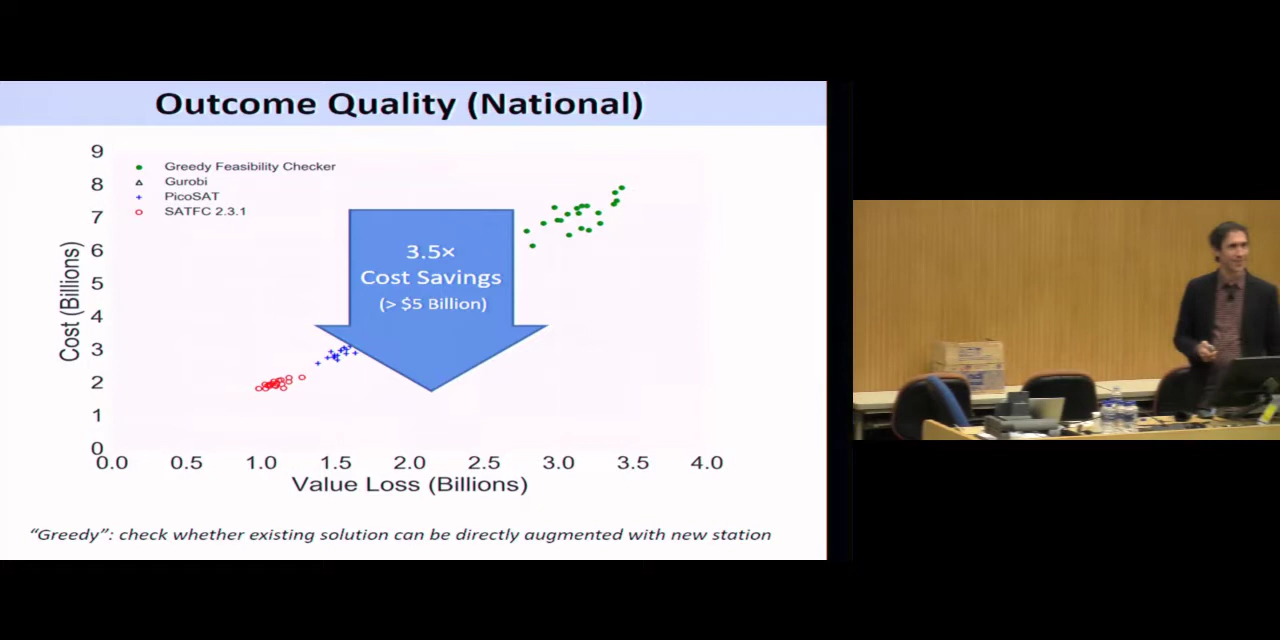 Outcome Quality (National)
9
8
7
6
5
4
3
2
1
0
Cost (Billions)
Greedy Feasibility Checker
Gurobi
PicoSAT
SATFC 2.3.1
3.5×
Cost Savings
(> $5 Billion)
0.0 0.5 1.0 1.5 2.0 2.5 3.0 3.5 4.0
Value Loss (Billions)
“Greedy”: check whether existing solution can be directly augmented with new station